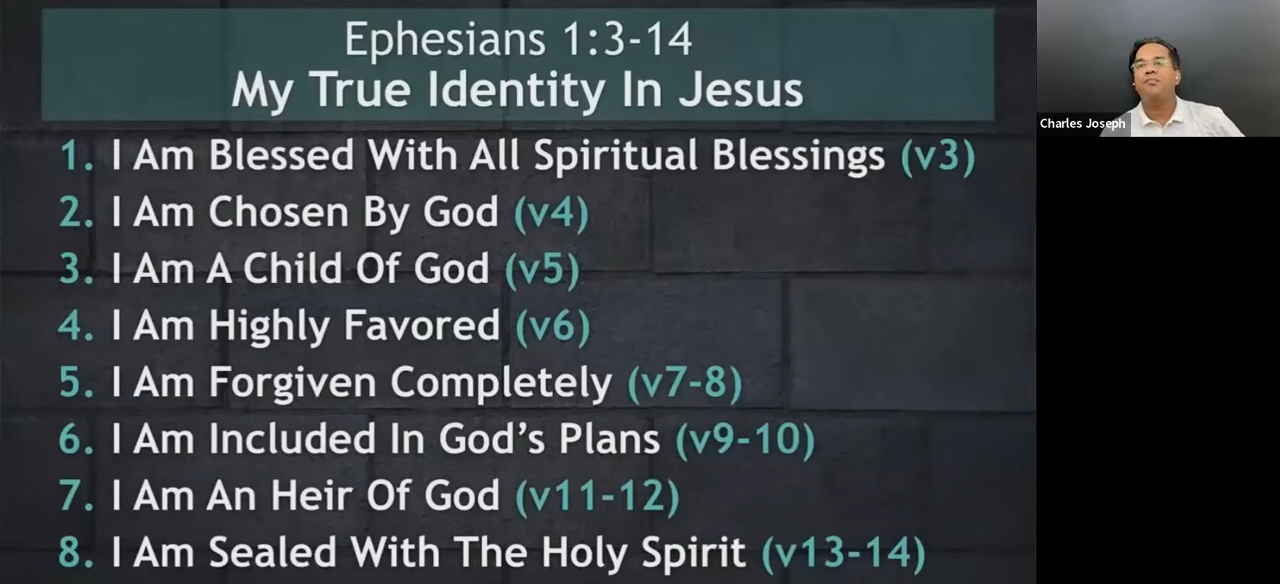 Ephesians 1:3-14
My True Identity In Jesus
1. I Am Blessed With All Spiritual Blessings (v3)
2. I Am Chosen By God (v4)
3. I Am A Child Of God (v5)
4. I Am Highly Favored (v6)
5. I Am Forgiven Completely (v7-8)
6. I Am Included In God’s Plans (v9-10)
7. I Am An Heir Of God (v11-12)
8. I Am Sealed With The Holy Spirit (v13-14)
Charles Joseph